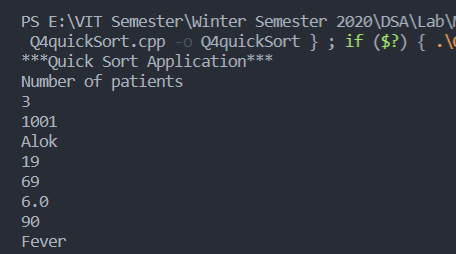 PS E:\VIT Semester\Winter Semester 2020\DSA\Lab\
Q4quickSort.cpp -o Q4quickSort } ; if ($?) { .\
***Quick Sort Application***
Number of patients
3
1001
Alok
19
69
6.0
90
Fever